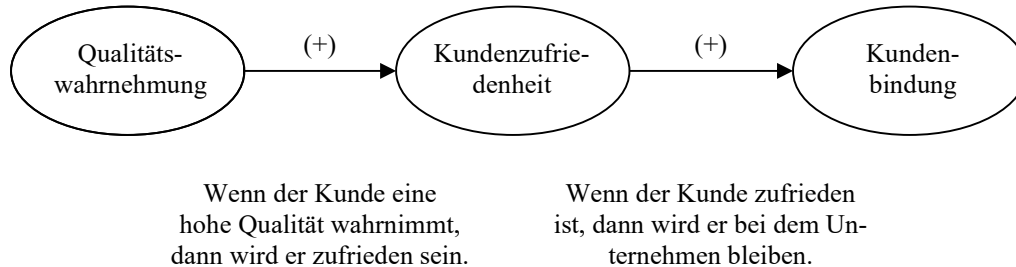 Qualitäts-
wahrnehmung
(+)
Kundenzufrie-
denheit
(+)
Kunden-
bindung
Wenn der Kunde eine
hohe Qualität wahrnimmt,
dann wird er zufrieden sein.
Wenn der Kunde zufrieden
ist, dann wird er bei dem Un-
ternehmen bleiben.